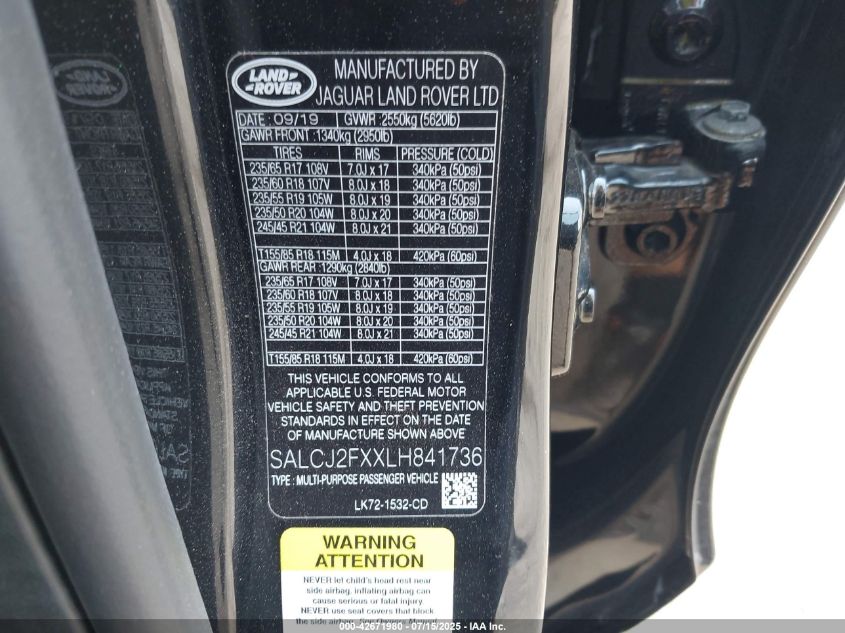 LAND
ROVER
MANUFACTURED BY
JAGUAR LAND ROVER LTD
DATE : 09/19 GVWR :2550kg (5620lb)
GAWR FRONT :1340kg (2950lb)
TIRES RIMS PRESSURE (COLD)
235/65 R17 108V 7.0J x 17 340kPa (50psi)
235/60 R18 107V 8.0J x 18 340kPa (50psi)
235/55 R19 105W 8.0J x 19 340kPa (50psi)
235/50 R20 104W 8.0J x 20 340kPa (50psi)
245/45 R21 104W 8.0J x 21 340kPa (50psi)
T155/85 R18 115M 4.0J x 18 420kPa (60psi)
GAWR REAR :1290kg (2840lb)
235/65 R17 108V 7.0J x 17 340kPa (50psi)
235/60 R18 107V 8.0J x 18 340kPa (50psi)
235/55 R19 105W 8.0J x 19 340kPa (50psi)
235/50 R20 104W 8.0J x 20 340kPa (50psi)
245/45 R21 104W 8.0J x 21 340kPa (50psi)
T155/85 R18 115M 4.0J x 18 420kPa (60psi)
THIS VEHICLE CONFORMS TO ALL
APPLICABLE U.S. FEDERAL MOTOR
VEHICLE SAFETY AND THEFT PREVENTION
STANDARDS IN EFFECT ON THE DATE
OF MANUFACTURE SHOWN ABOVE
SALCJ2FXXLH841736
TYPE : MULTI-PURPOSE PASSENGER VEHICLE
LK72-1532-CD
WARNING
ATTENTION
NEVER let child's head rest near
side airbag, inflating airbag can
cause serious or fatal injury.
NEVER use seat covers that block
the side
000-42671980 - 07/15/2025 - IAA Inc.